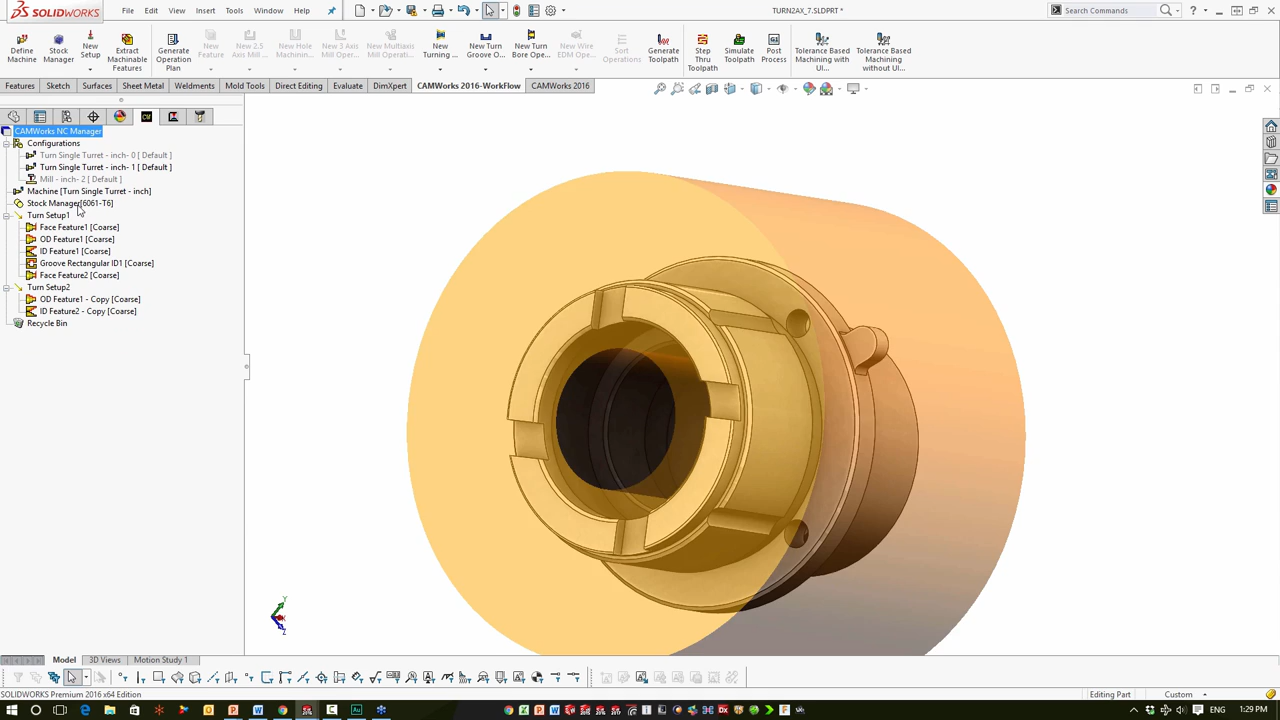 SOLIDWORKS
File Edit View Insert Tools Window Help
TURN2AX_7.SLDPRT *
Search Commands
Define Machine
Stock Manager
New Setup
Extract Machinable Features
Generate Operation Plan
New Feature
New 2.5 Axis Mill ...
New Hole Machinin...
New 3 Axis Mill Oper...
New Multiaxis Mill Operati...
New Turning ...
New Turn Groove O...
New Turn Bore Ope...
New Wire EDM Oper...
Sort Operations
Generate Toolpath
Step Thru Toolpath
Simulate Toolpath
Post Process
Tolerance Based Machining with UI...
Tolerance Based Machining without UI...
Features Sketch Surfaces Sheet Metal Weldments Mold Tools Direct Editing Evaluate DimXpert CAMWorks 2016-WorkFlow CAMWorks 2016
CAMWorks NC Manager
Configurations
Turn Single Turret - inch- 0 [ Default ]
Turn Single Turret - inch- 1 [ Default ]
Mill - inch- 2 [ Default ]
Machine [Turn Single Turret - inch]
Stock Manager[6061-T6]
Turn Setup1
Face Feature1 [Coarse]
OD Feature1 [Coarse]
ID Feature1 [Coarse]
Groove Rectangular ID1 [Coarse]
Face Feature2 [Coarse]
Turn Setup2
OD Feature1 - Copy [Coarse]
ID Feature2 - Copy [Coarse]
Recycle Bin
Y
Z
Model 3D Views Motion Study 1
SOLIDWORKS Premium 2016 x64 Edition
Editing Part
Custom
1:29 PM